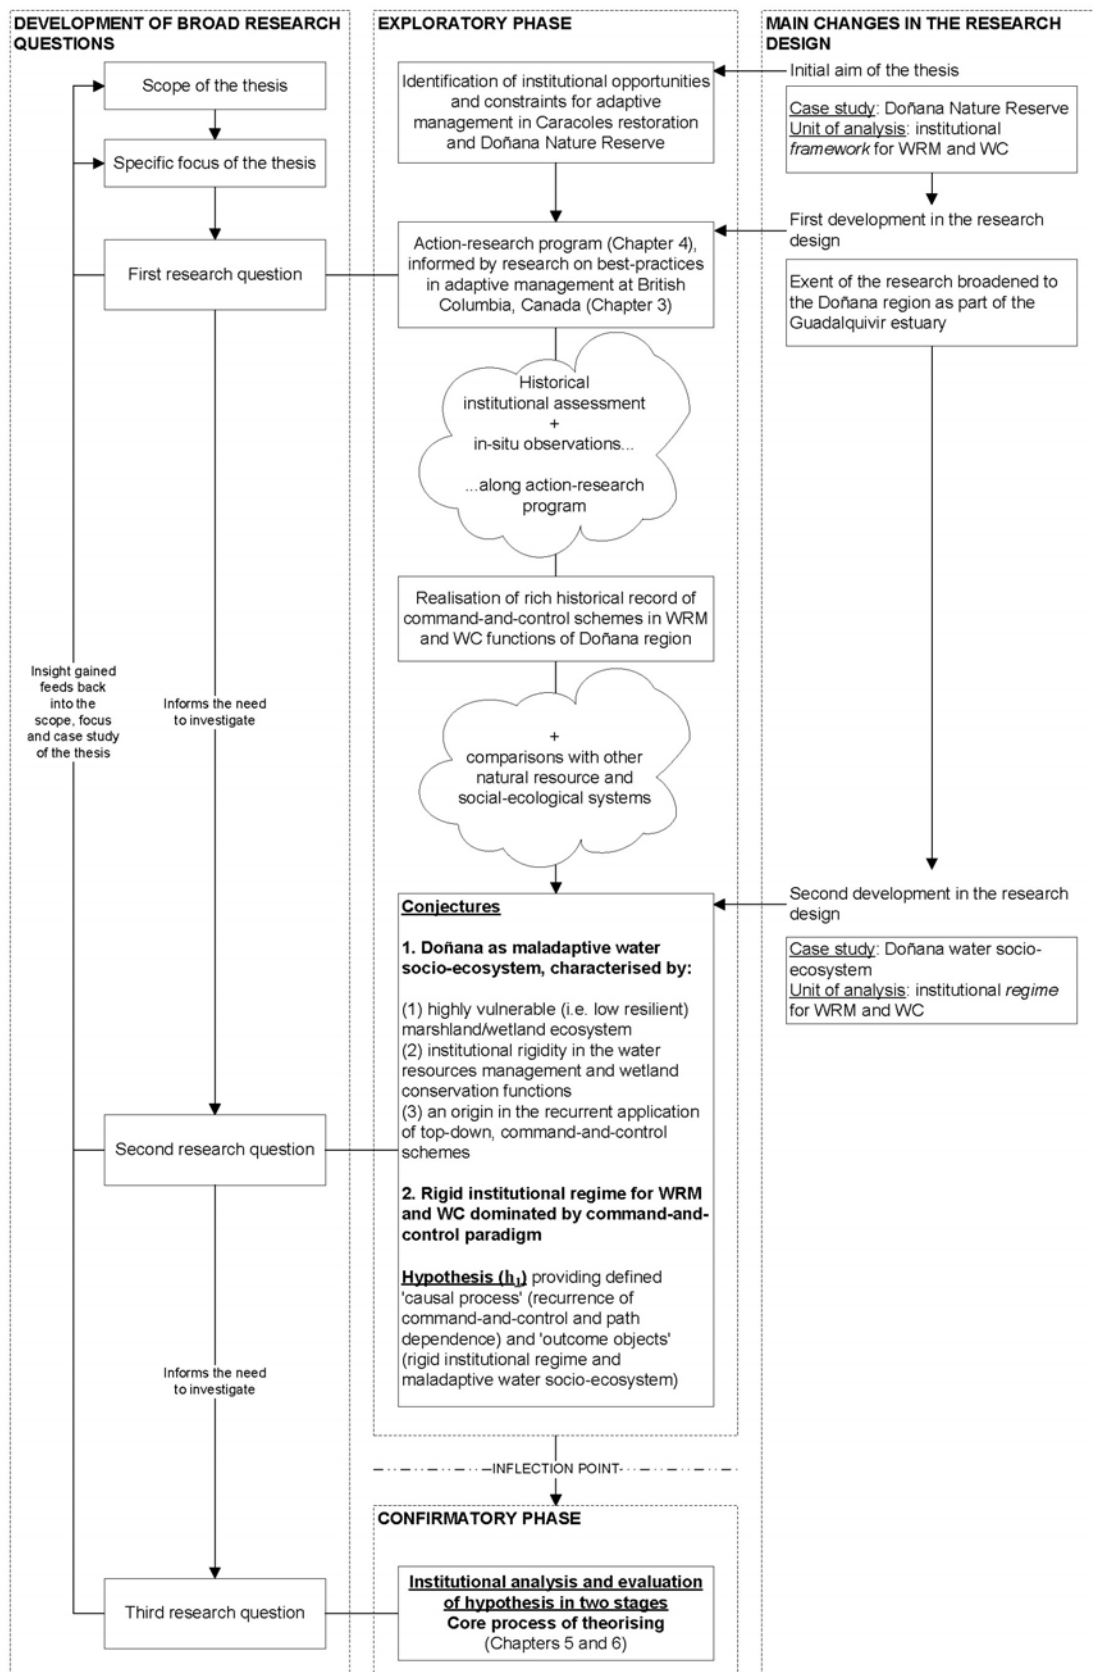 DEVELOPMENT OF BROAD RESEARCH
QUESTIONS
Scope of the thesis
Specific focus of the thesis
First research question
Insight gained
feeds back
into the
scope, focus
and case study
of the thesis
Informs the need
to investigate
Second research question
Informs the need
to investigate
Third research question
EXPLORATORY PHASE
Identification of institutional opportunities
and constraints for adaptive
management in Caracoles restoration
and Doñana Nature Reserve
Action-research program (Chapter 4),
informed by research on best-practices
in adaptive management at British
Columbia, Canada (Chapter 3)
Historical
institutional assessment
+
in-situ observations...
...along action-research
program
Realisation of rich historical record of
command-and-control schemes in WRM
and WC functions of Doñana region
+
comparisons with other
natural resource and
social-ecological systems
Conjectures
1. Doñana as maladaptive water
socio-ecosystem, characterised by:
(1) highly vulnerable (i.e. low resilient)
marshland/wetland ecosystem
(2) institutional rigidity in the water
resources management and wetland
conservation functions
(3) an origin in the recurrent application
of top-down, command-and-control
schemes
2. Rigid institutional regime for WRM
and WC dominated by command-and-
control paradigm
Hypothesis (h1) providing defined
'causal process' (recurrence of
command-and-control and path
dependence) and 'outcome objects'
(rigid institutional regime and
maladaptive water socio-ecosystem)
INFLECTION POINT
CONFIRMATORY PHASE
Institutional analysis and evaluation
of hypothesis in two stages
Core process of theorising
(Chapters 5 and 6)
MAIN CHANGES IN THE RESEARCH
DESIGN
Initial aim of the thesis
Case study: Doñana Nature Reserve
Unit of analysis: institutional
framework for WRM and WC
First development in the research
design
Exent of the research broadened to
the Doñana region as part of the
Guadalquivir estuary
Second development in the research
design
Case study: Doñana water socio-
ecosystem
Unit of analysis: institutional regime
for WRM and WC